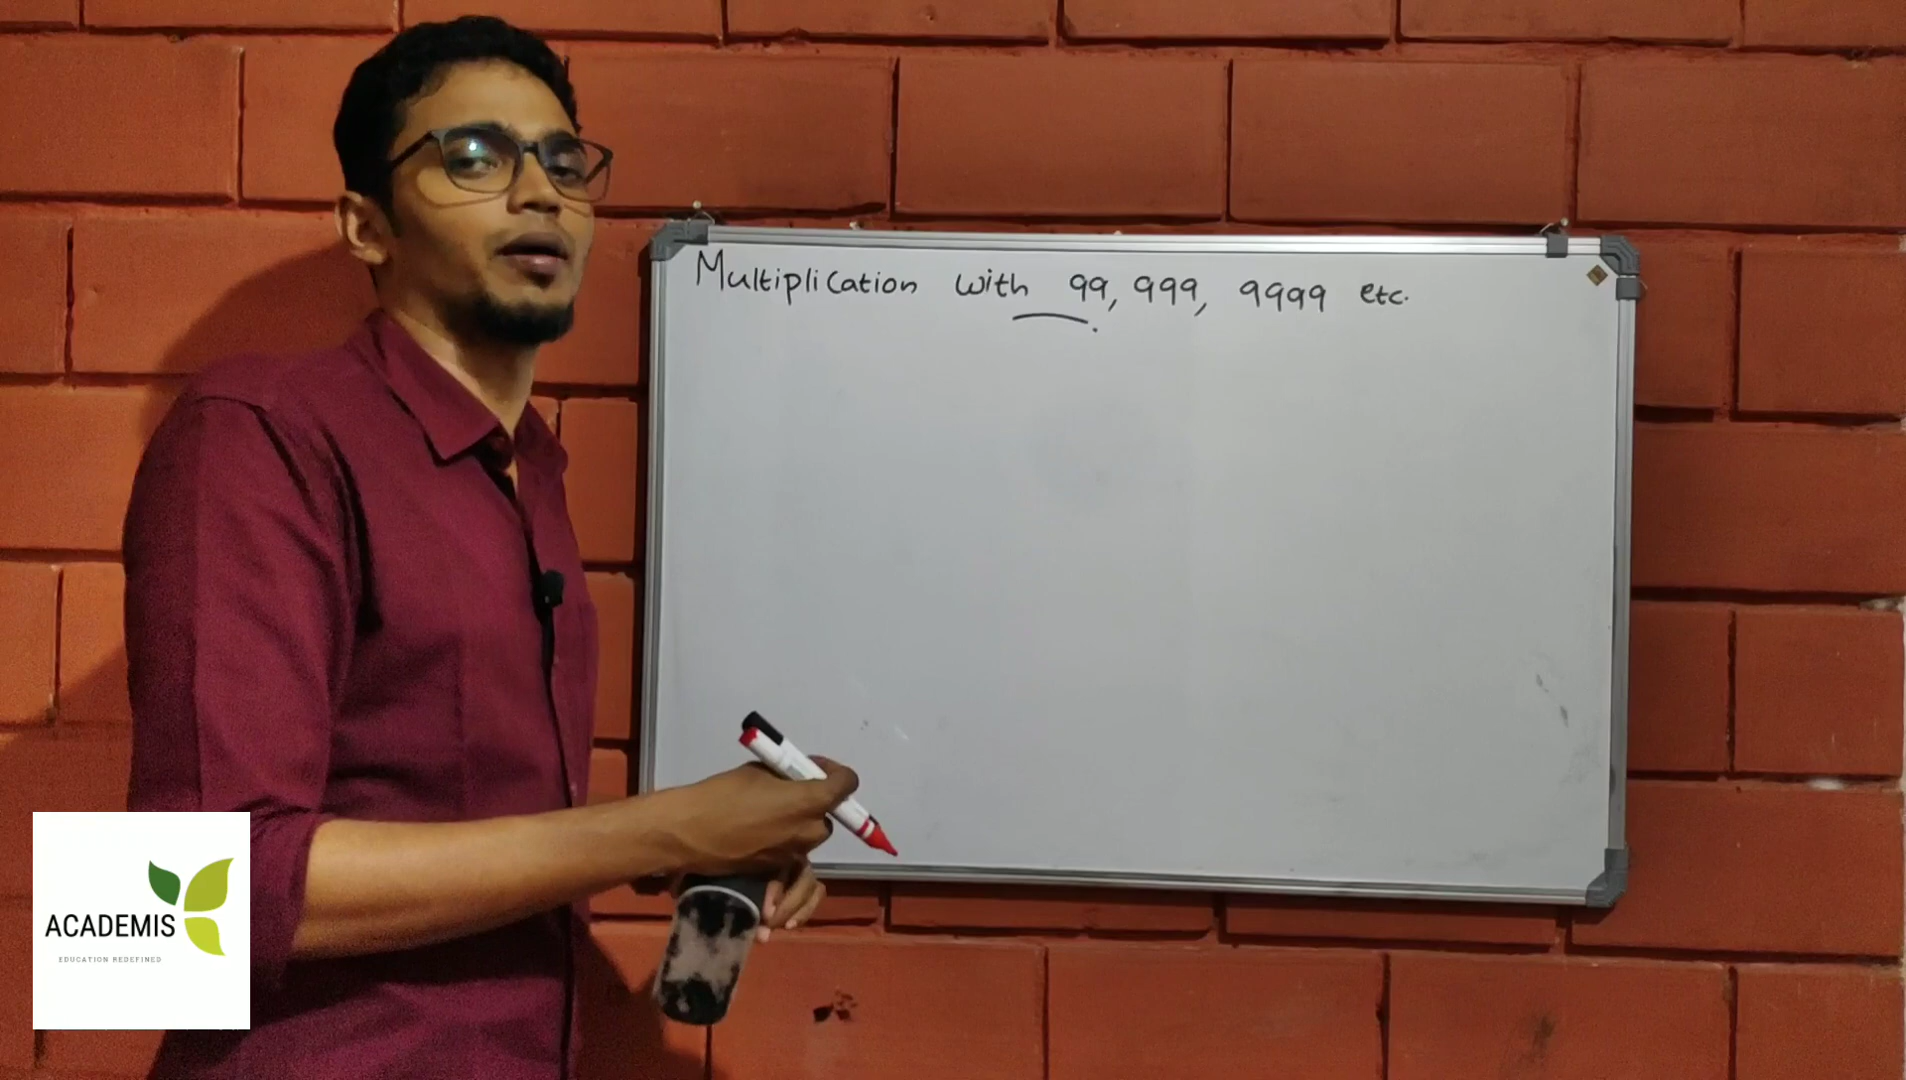 Multiplication with 99, 999, 9999 etc.
ACADEMIS
EDUCATION REDEFINED